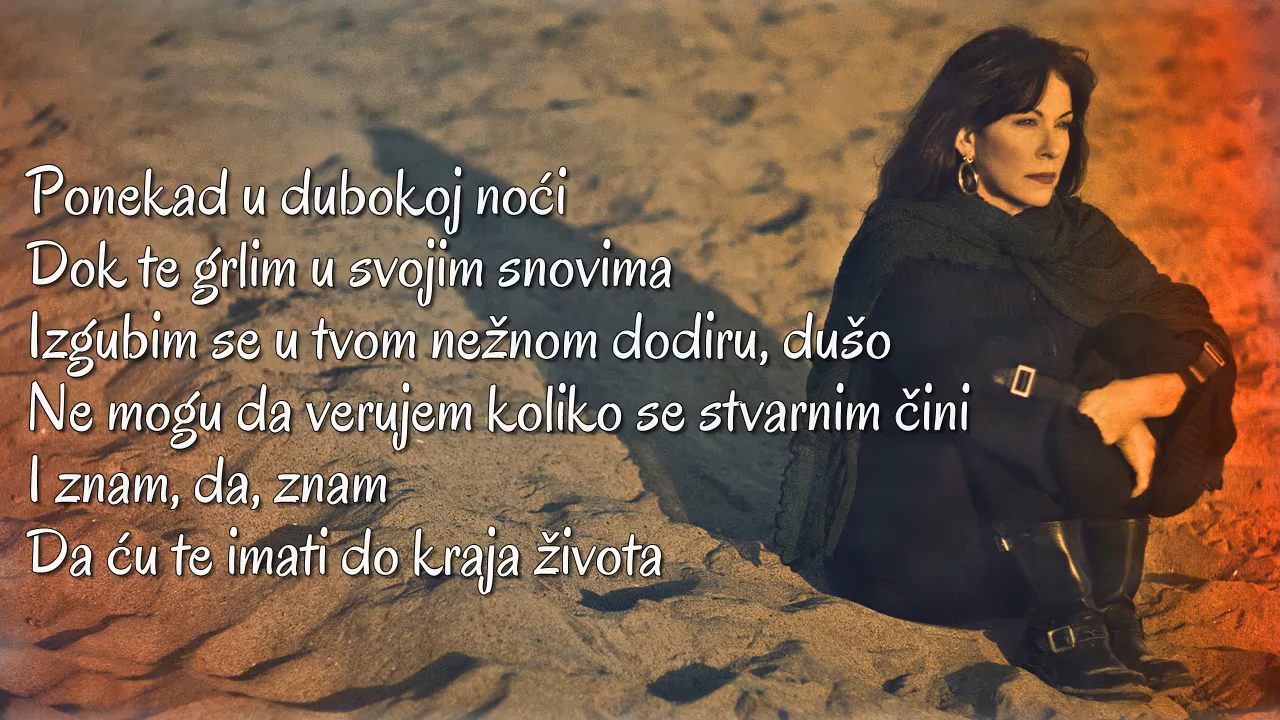 Ponekad u dubokoj noći
Dok te grlim u svojim snovima
Izgubim se u tvom nežnom dodiru, dušo
Ne mogu da verujem koliko se stvarnim čini
I znam, da, znam
Da ću te imati do kraja života